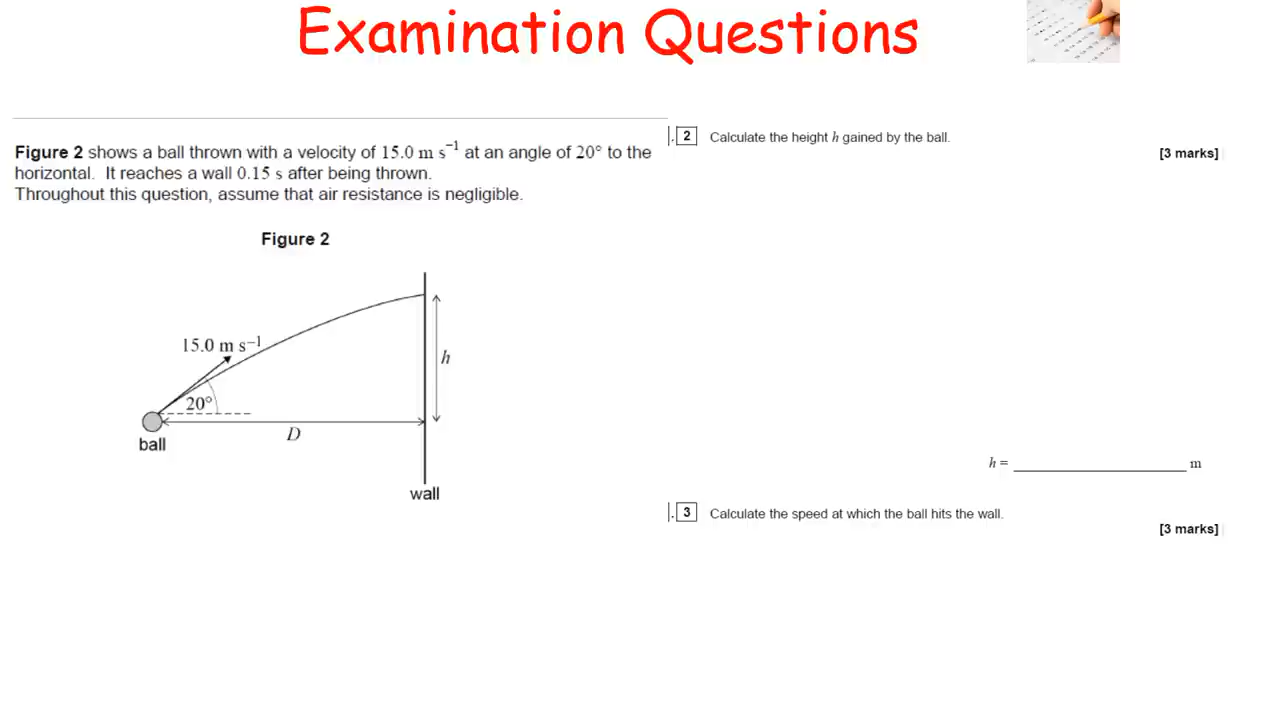 Examination Questions
Figure 2 shows a ball thrown with a velocity of 15.0 m s⁻¹ at an angle of 20° to the
horizontal. It reaches a wall 0.15 s after being thrown.
Throughout this question, assume that air resistance is negligible.
Figure 2
15.0 m s⁻¹
20°
h
D
ball
wall
. 2 Calculate the height h gained by the ball.
[3 marks]
h = ____________ m
. 3 Calculate the speed at which the ball hits the wall.
[3 marks]